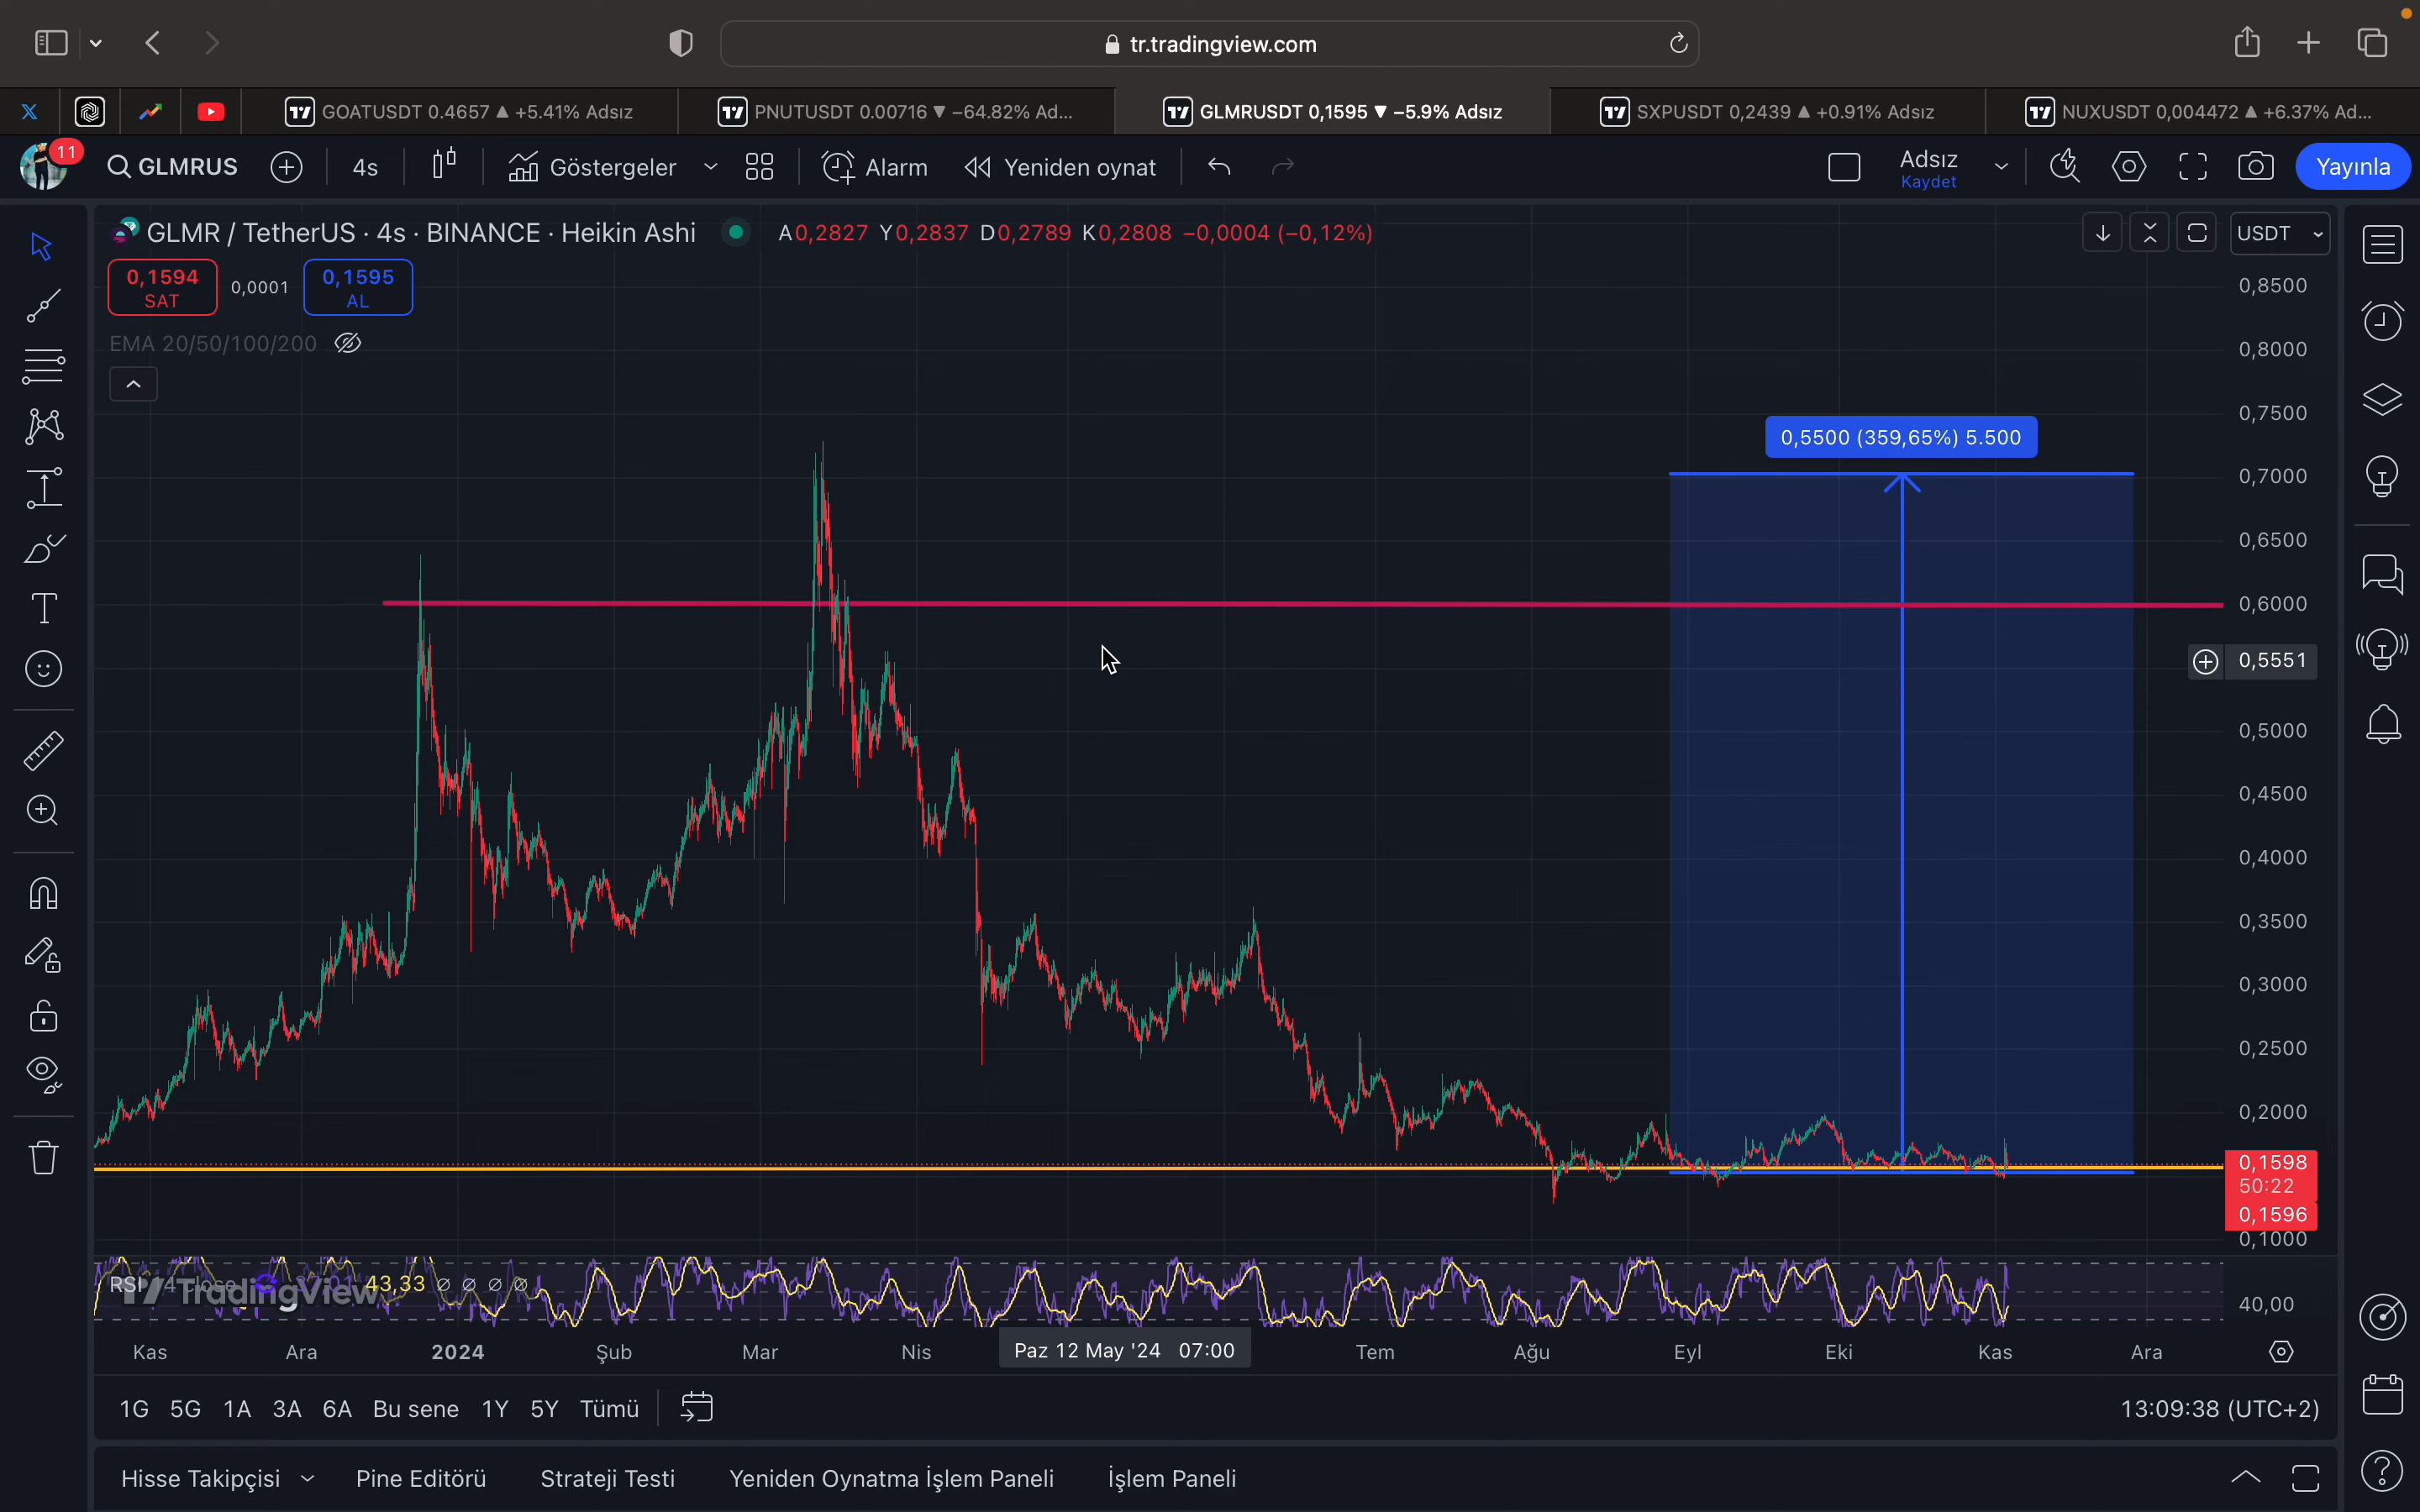 tr.tradingview.com
GOATUSDT 0.4657 ▲ +5.41% Adsız
PNUTUSDT 0.00716 ▼ −64.82% Ad...
GLMRUSDT 0,1595 ▼ −5.9% Adsız
SXPUSDT 0,2439 ▲ +0.91% Adsız
NUXUSDT 0,004472 ▲ +6.37% Ad...
11
GLMRUS
4s
Göstergeler
Alarm
Yeniden oynat
Adsız
Kaydet
Yayınla
GLMR / TetherUS · 4s · BINANCE · Heikin Ashi
A0,2827 Y0,2837 D0,2789 K0,2808 −0,0004 (−0,12%)
USDT
0,1594
SAT
0,0001
0,1595
AL
EMA 20/50/100/200
0,5500 (359,65%) 5.500
0,8500
0,8000
0,7500
0,7000
0,6500
0,6000
0,5551
0,5000
0,4500
0,4000
0,3500
0,3000
0,2500
0,2000
0,1598
50:22
0,1596
0,1000
RSI 43,33 ∅ ∅ ∅ ∅
TradingView
40,00
Kas
Ara
2024
Şub
Mar
Nis
Paz 12 May '24 07:00
Tem
Ağu
Eyl
Eki
Kas
Ara
1G 5G 1A 3A 6A Bu sene 1Y 5Y Tümü
13:09:38 (UTC+2)
Hisse Takipçisi
Pine Editörü
Strateji Testi
Yeniden Oynatma İşlem Paneli
İşlem Paneli